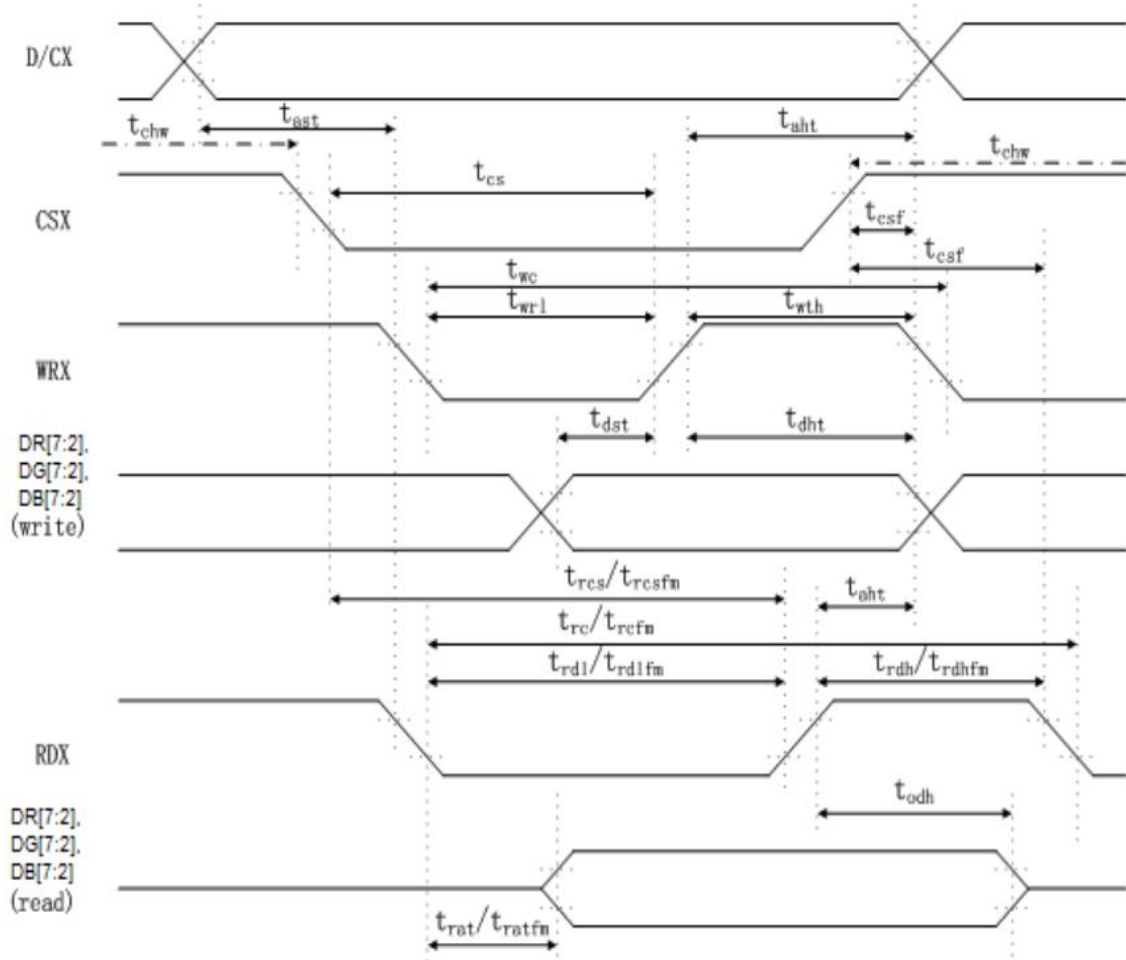 D/CX
t_ast
t_aht
t_chw
t_chw
t_cs
CSX
t_csf
t_csf
t_wc
t_wrl
t_wth
WRX
t_dst
t_dht
DR[7:2],
DG[7:2],
DB[7:2]
(write)
t_rcs/t_rcsfm
t_aht
t_rc/t_rcfm
t_rdl/t_rdlfm
t_rdh/t_rdhfm
RDX
t_odh
DR[7:2],
DG[7:2],
DB[7:2]
(read)
t_rat/t_ratfm